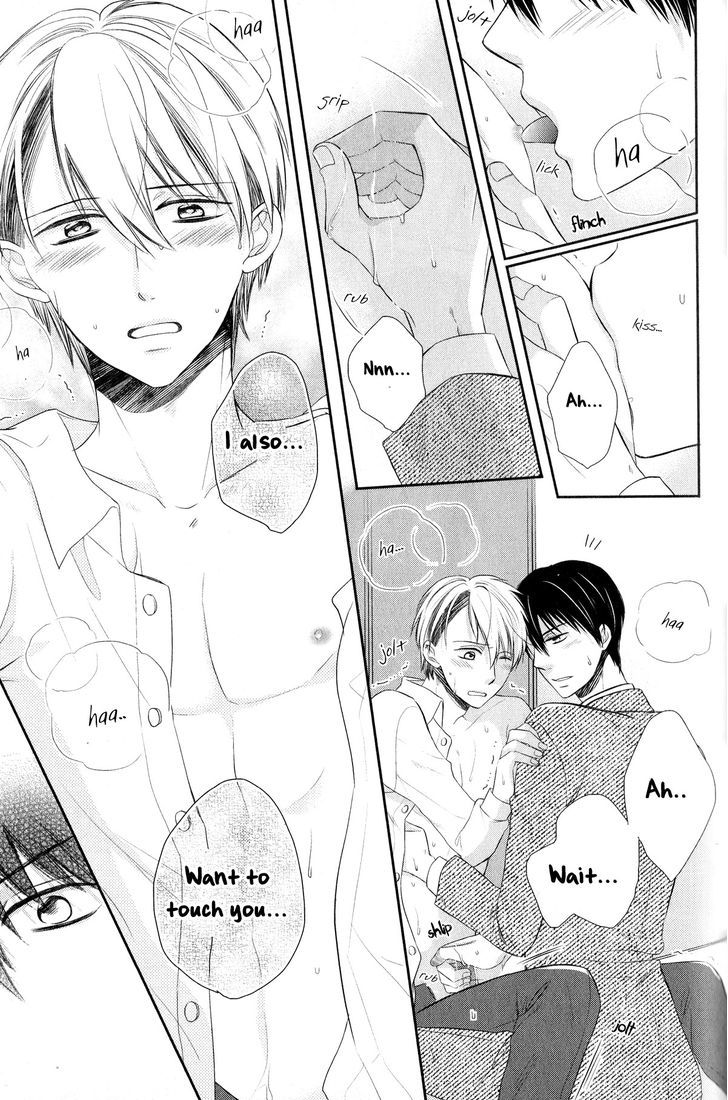 jolt
ha
lick
flinch
kiss...
Ah...
grip
rub
Nnn...
haa
ha
I also...
haa..
Want to
touch you...
ha...
haa
jolt
Ah..
Wait...
shlip
rub
jolt